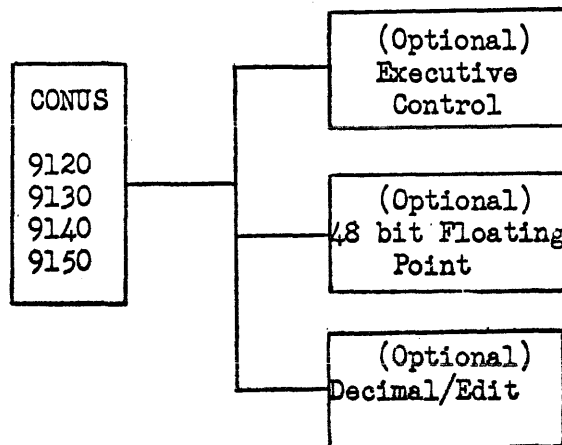 CONUS
9120
9130
9140
9150
(Optional)
Executive
Control
(Optional)
48 bit Floating
Point
(Optional)
Decimal/Edit